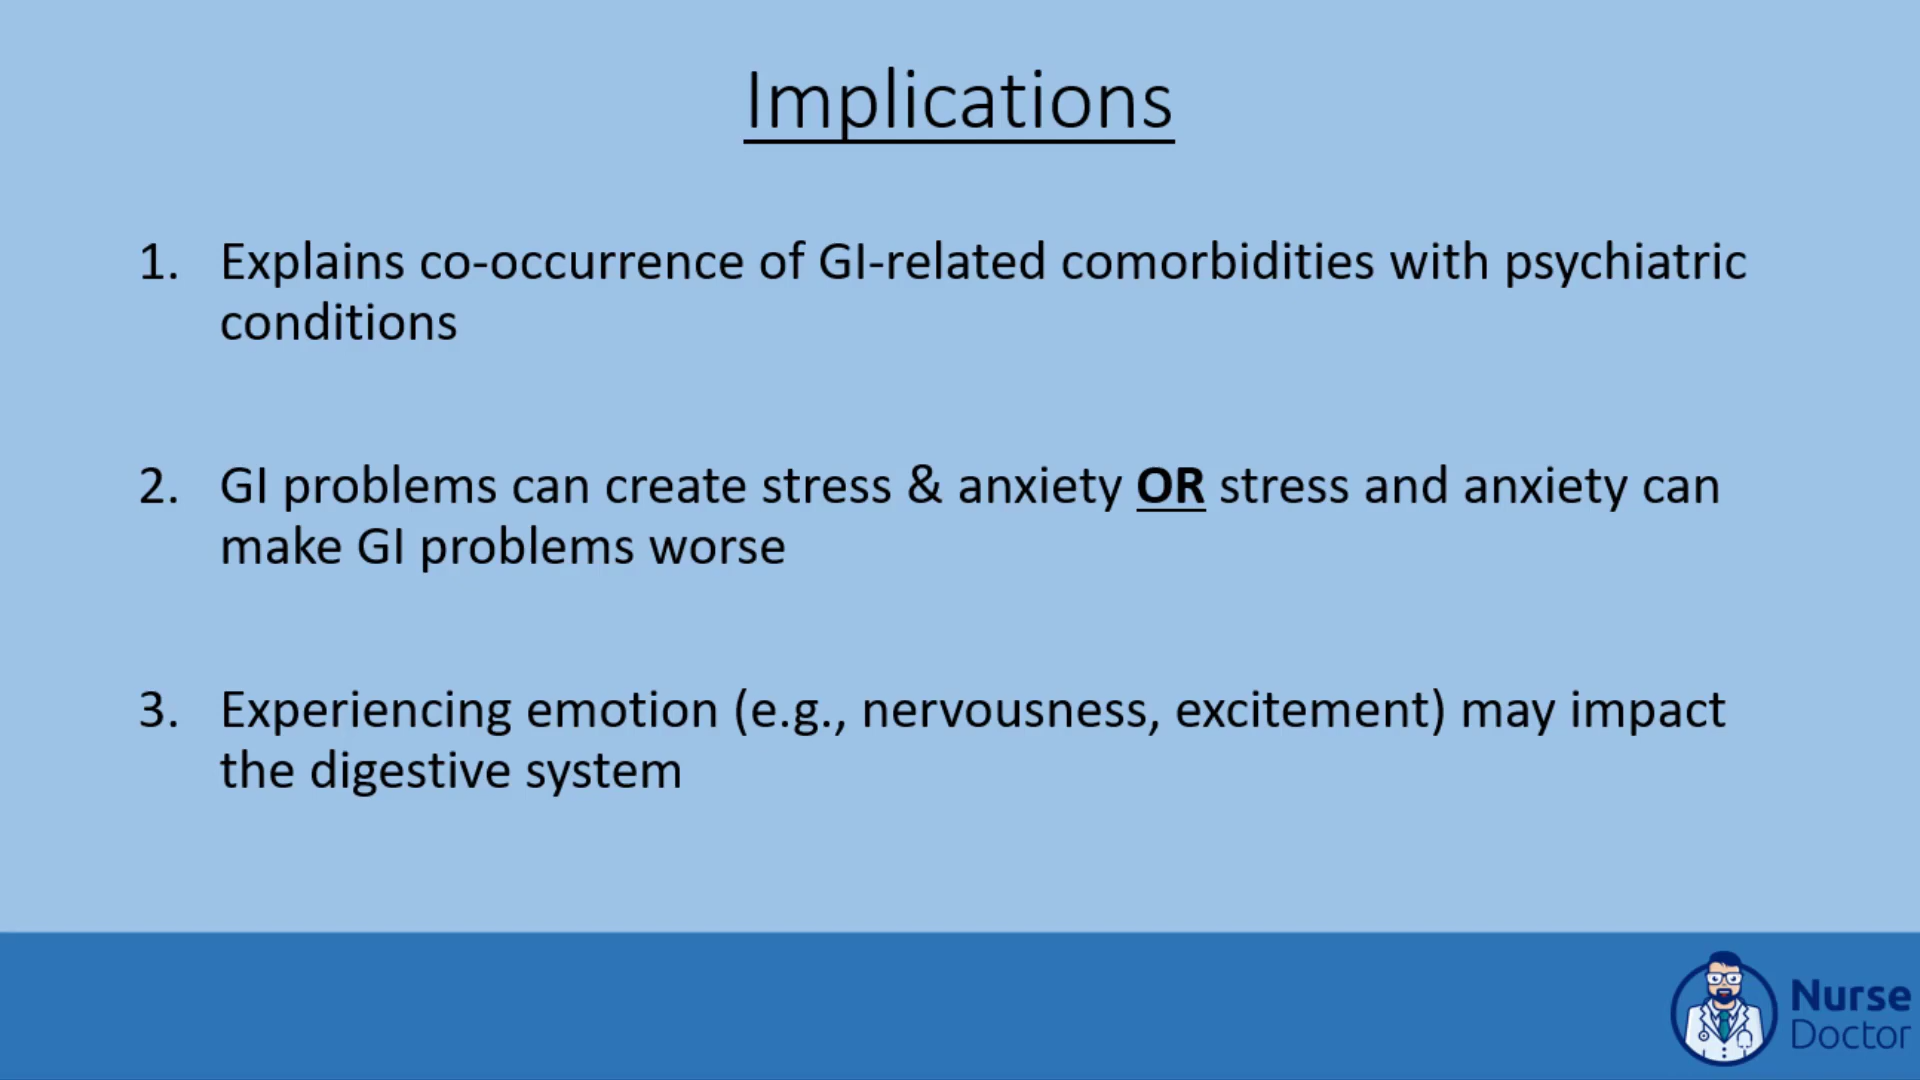 Implications
1. Explains co-occurrence of GI-related comorbidities with psychiatric
conditions
2. GI problems can create stress & anxiety OR stress and anxiety can
make GI problems worse
3. Experiencing emotion (e.g., nervousness, excitement) may impact
the digestive system
Nurse
Doctor